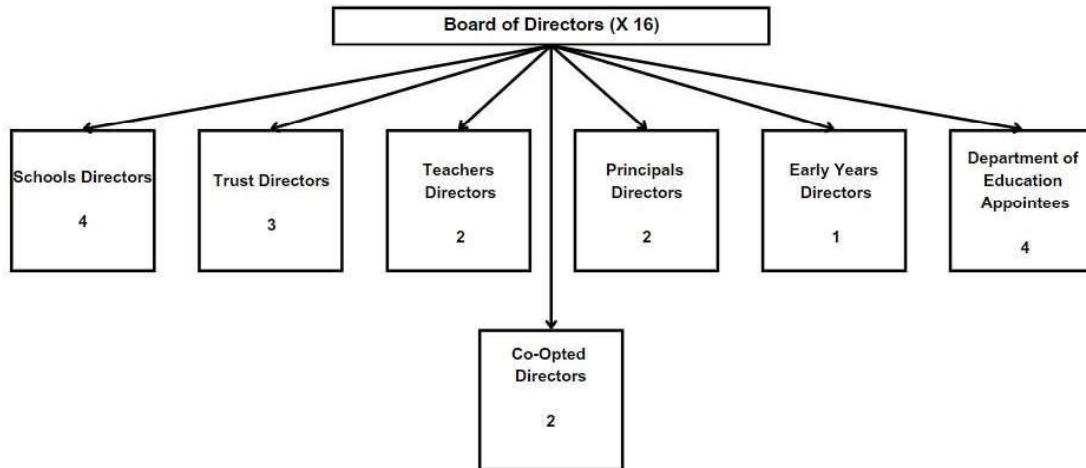 Board of Directors (X 16)
Schools Directors
4
Trust Directors
3
Teachers
Directors
2
Principals
Directors
2
Early Years
Directors
1
Department of
Education
Appointees
4
Co-Opted
Directors
2